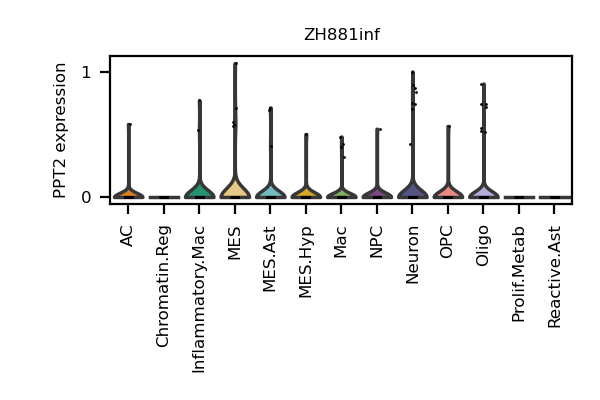 ZH881inf
PPT2 expression
1
0
AC
Chromatin.Reg
Inflammatory.Mac
MES
MES.Ast
MES.Hyp
Mac
NPC
Neuron
OPC
Oligo
Prolif.Metab
Reactive.Ast